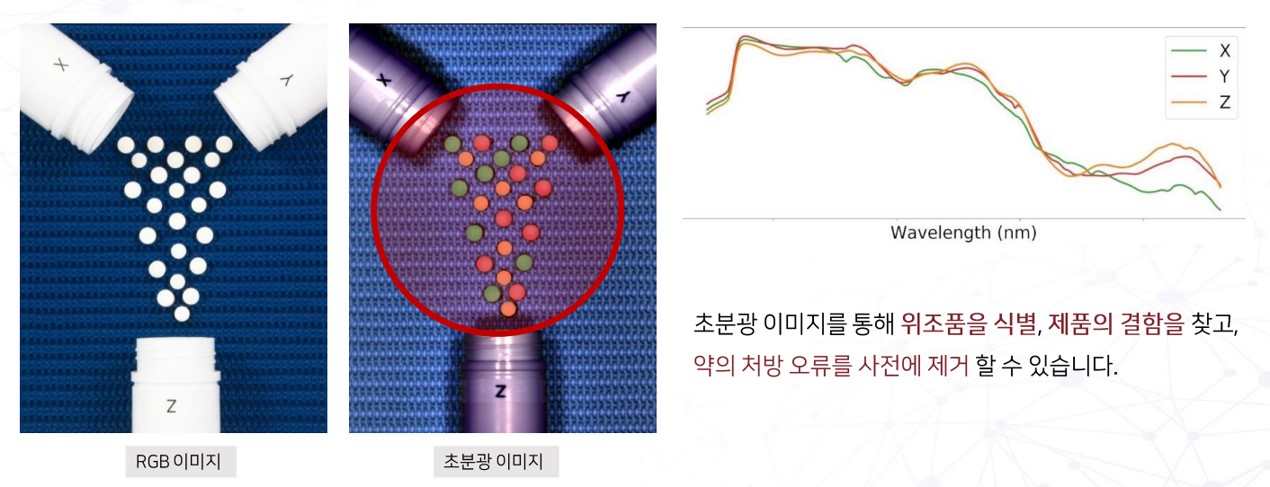 X
Y
Z
RGB 이미지
X
Y
Z
초분광 이미지
X
Y
Z
Wavelength (nm)
초분광 이미지를 통해 위조품을 식별, 제품의 결함을 찾고,
약의 처방 오류를 사전에 제거 할 수 있습니다.